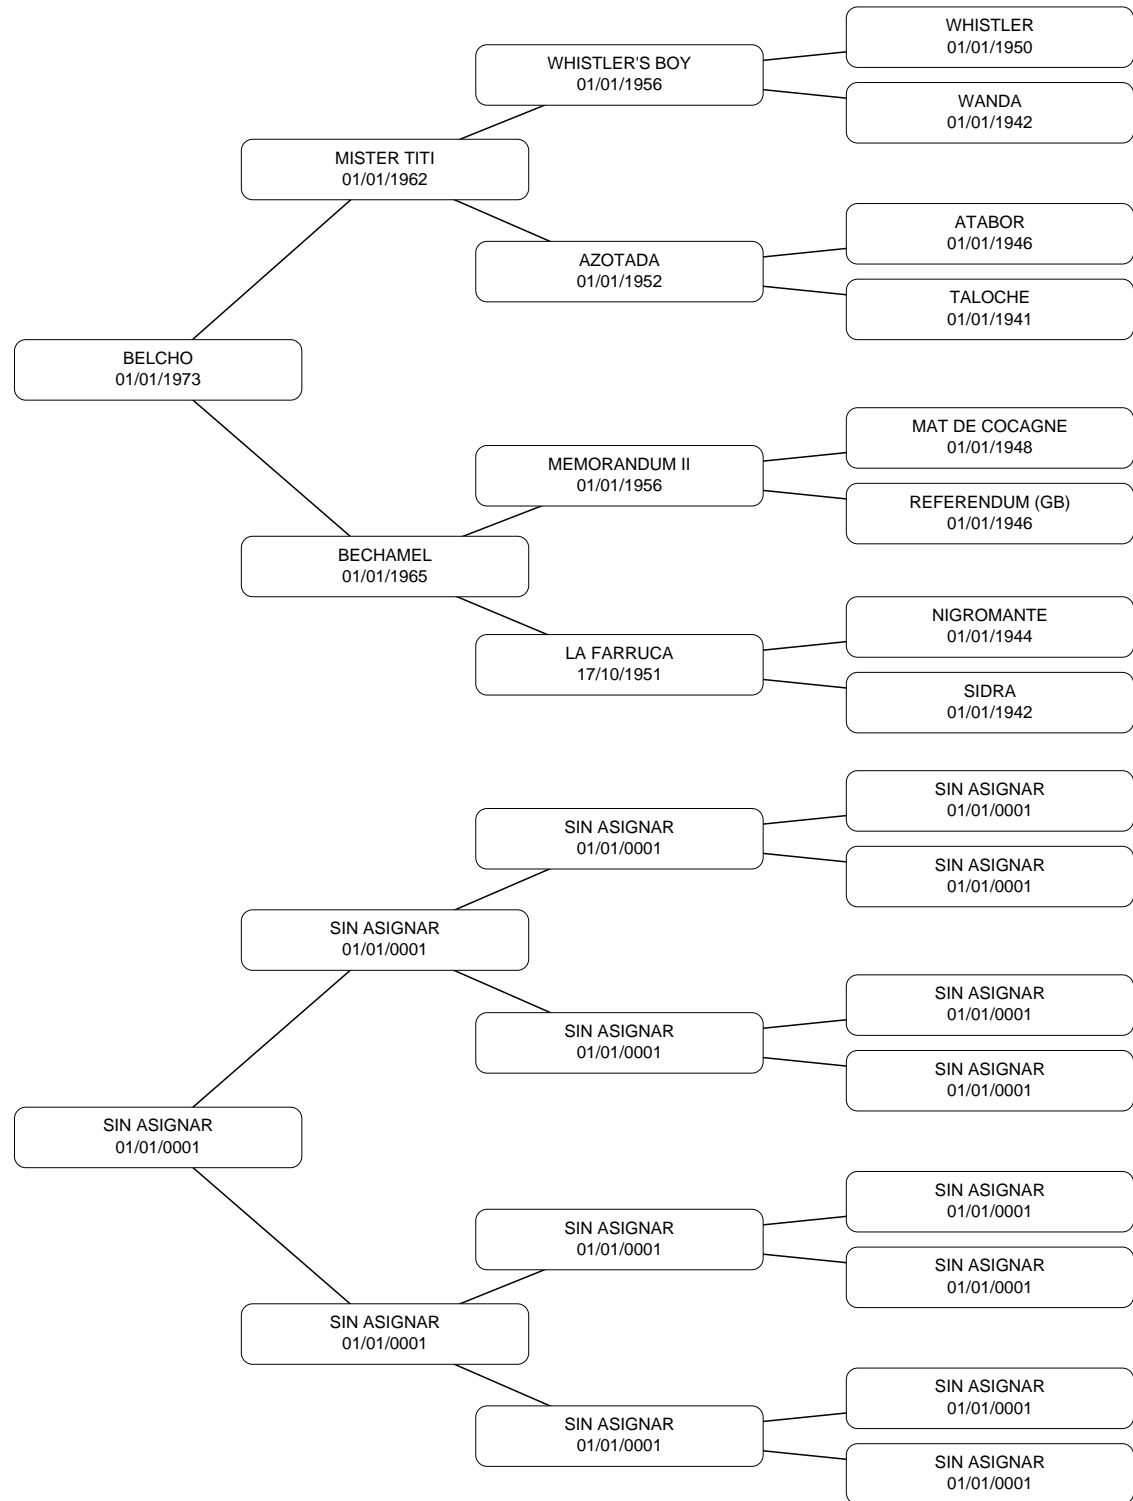 WHISTLER
01/01/1950
WHISTLER'S BOY
01/01/1956
WANDA
01/01/1942
MISTER TITI
01/01/1962
ATABOR
01/01/1946
AZOTADA
01/01/1952
TALOCHE
01/01/1941
BELCHO
01/01/1973
MAT DE COCAGNE
01/01/1948
MEMORANDUM II
01/01/1956
REFERENDUM (GB)
01/01/1946
BECHAMEL
01/01/1965
NIGROMANTE
01/01/1944
LA FARRUCA
17/10/1951
SIDRA
01/01/1942
SIN ASIGNAR
01/01/0001
SIN ASIGNAR
01/01/0001
SIN ASIGNAR
01/01/0001
SIN ASIGNAR
01/01/0001
SIN ASIGNAR
01/01/0001
SIN ASIGNAR
01/01/0001
SIN ASIGNAR
01/01/0001
SIN ASIGNAR
01/01/0001
SIN ASIGNAR
01/01/0001
SIN ASIGNAR
01/01/0001
SIN ASIGNAR
01/01/0001
SIN ASIGNAR
01/01/0001
SIN ASIGNAR
01/01/0001
SIN ASIGNAR
01/01/0001
SIN ASIGNAR
01/01/0001